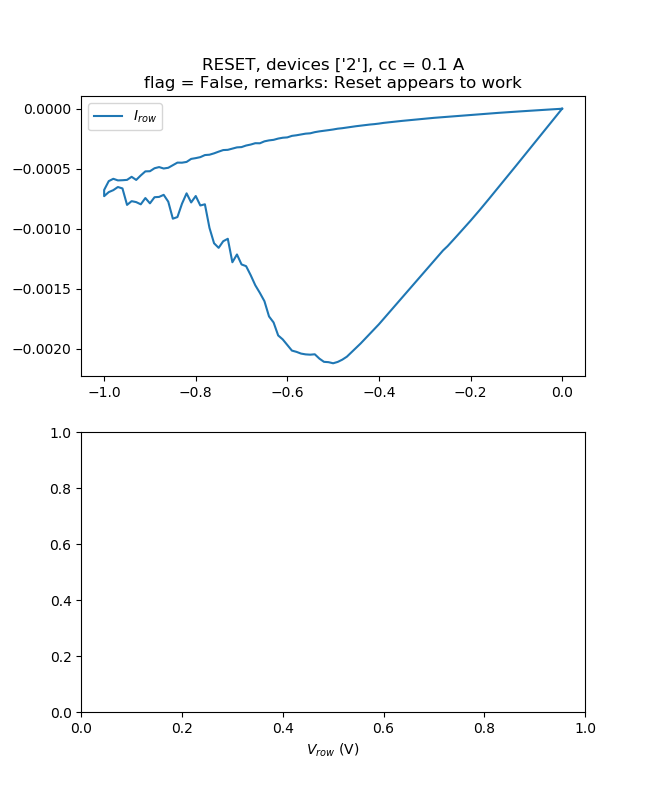 RESET, devices ['2'], cc = 0.1 A
flag = False, remarks: Reset appears to work
I_row
0.0000
−0.0005
−0.0010
−0.0015
−0.0020
−1.0 −0.8 −0.6 −0.4 −0.2 0.0
1.0
0.8
0.6
0.4
0.2
0.0
0.0 0.2 0.4 0.6 0.8 1.0
V_row (V)